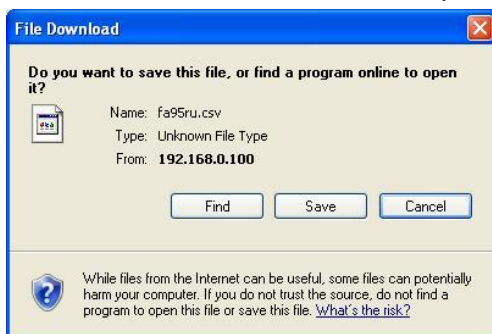 File Download
Do you want to save this file, or find a program online to open
it?
Name: fa95ru.csv
Type: Unknown File Type
From: 192.168.0.100
Find Save Cancel
While files from the Internet can be useful, some files can potentially
harm your computer. If you do not trust the source, do not find a
program to open this file or save this file. What's the risk?